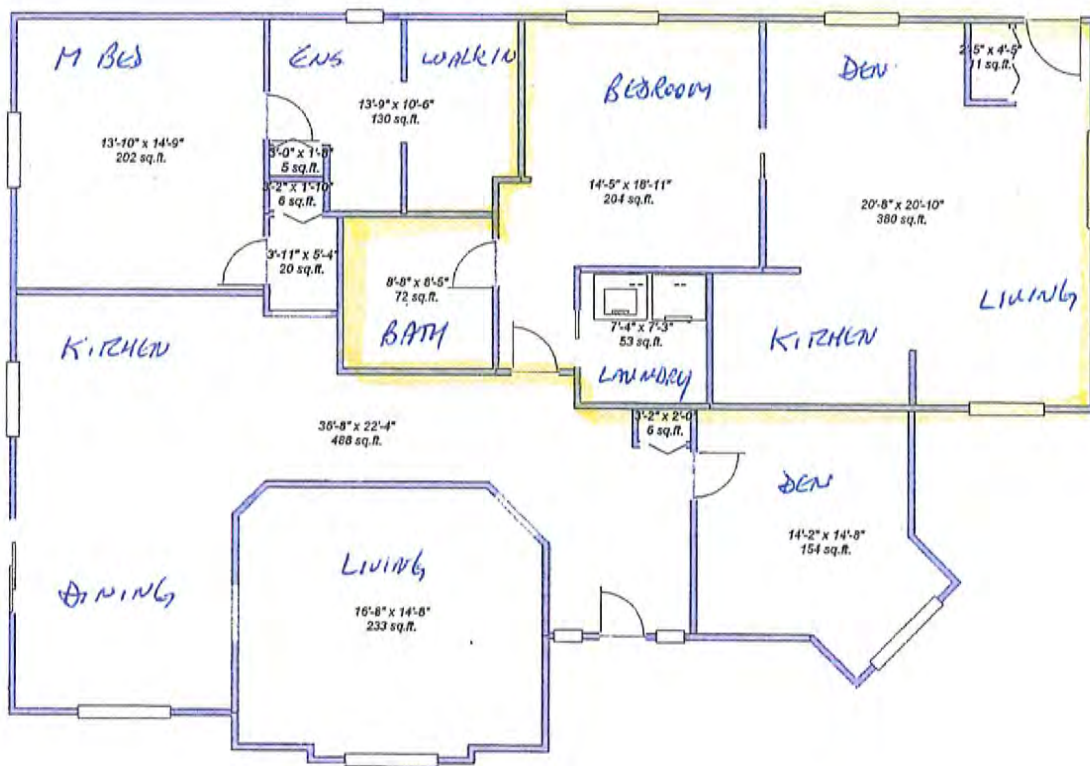 M BED
ENS
WALKIN
BEDROOM
DEN
2'-5" x 4'-5"
11 sq.ft.
13'-9" x 10'-6"
130 sq.ft.
13'-10" x 14'-9"
202 sq.ft.
3'-0" x 1'-8"
5 sq.ft.
3'-2" x 1'-10"
6 sq.ft.
14'-5" x 18'-11"
204 sq.ft.
20'-8" x 20'-10"
380 sq.ft.
3'-11" x 5'-4"
20 sq.ft.
8'-8" x 8'-5"
72 sq.ft.
BATH
LIVING
KITCHEN
7'-4" x 7'-3"
53 sq.ft.
LAUNDRY
KITCHEN
3'-2" x 2'-0
6 sq.ft.
36'-8" x 22'-4"
488 sq.ft.
DEN
14'-2" x 14'-8"
154 sq.ft.
LIVING
16'-8" x 14'-8"
233 sq.ft.
DINING